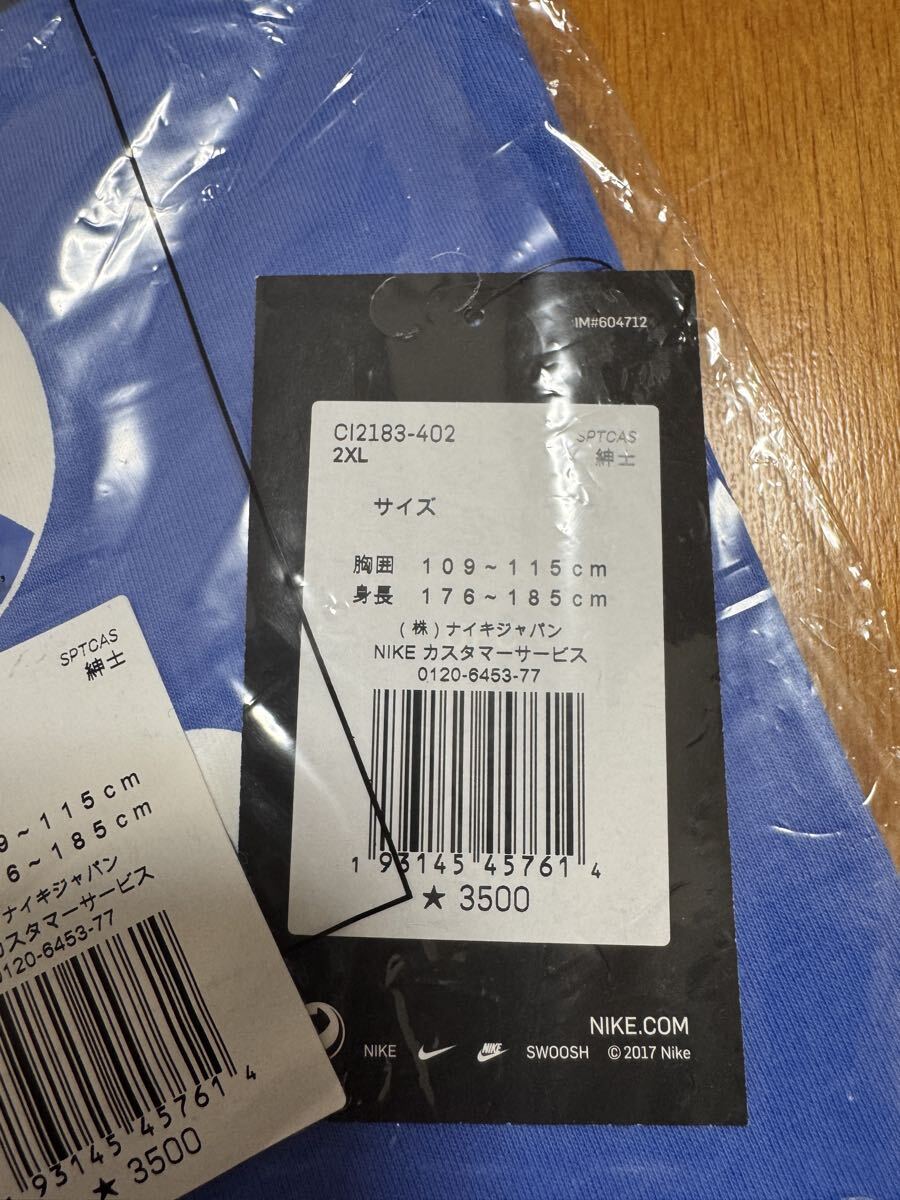 IM#604712
CI2183-402
2XL
SPTCAS
紳士
サイズ
胸囲 109~115cm
身長 176~185cm
(株)ナイキジャパン
NIKE カスタマーサービス
0120-6453-77
1 93145 45761 4
★ 3500
NIKE.COM
NIKE NIKE SWOOSH © 2017 Nike
SPTCAS
紳士
9~115cm
76~185cm
ナイキジャパン
カスタマーサービス
0120-6453-77
93145 45761 4
★ 3500